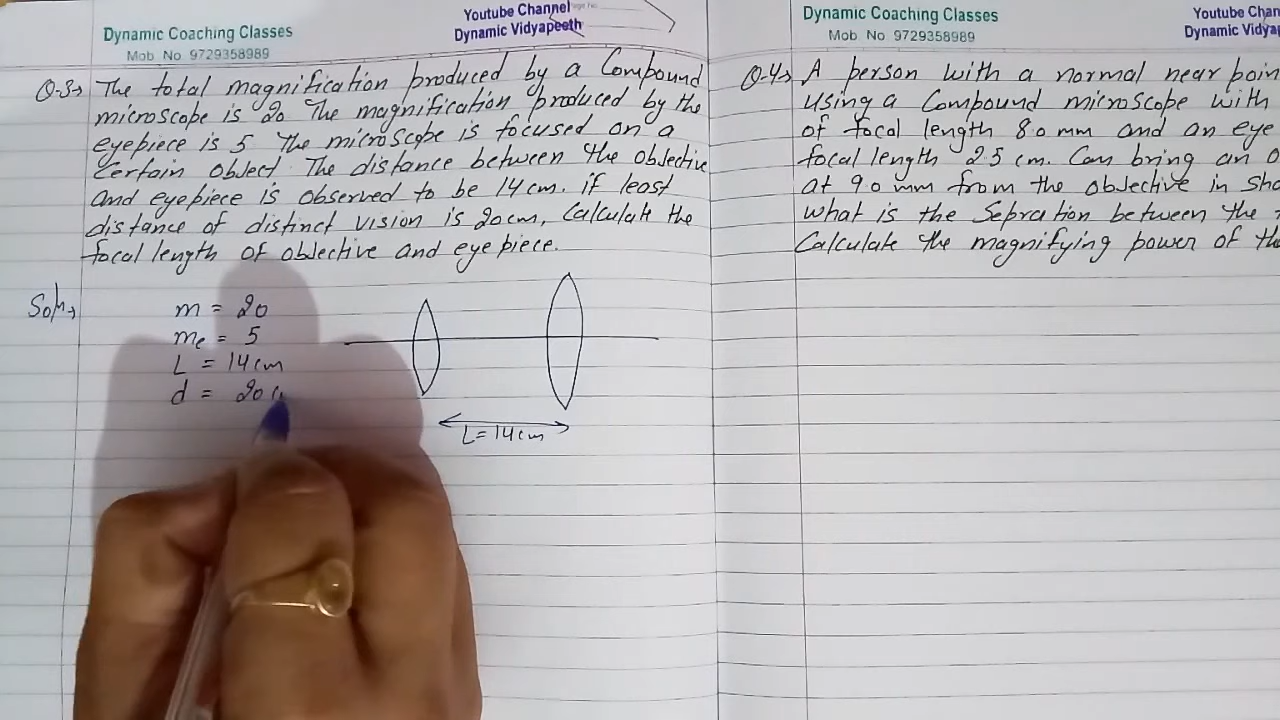 Dynamic Coaching Classes
Mob No 9729358989
Youtube Channel
Dynamic Vidyapeeth
Q.3→ The total magnification produced by a Compound
microscope is 20 The magnification produced by the
eyepiece is 5 The microscope is focused on a
Certain object The distance between the objective
and eyepiece is observed to be 14cm. if least
distance of distinct vision is 20cm, Calculate the
focal length of objective and eyepiece.
Soln→
m = 20
me = 5
L = 14cm
d = 20 c
L=14cm
Dynamic Coaching Classes
Mob No 9729358989
Youtube Chan
Dynamic Vidya
Q.4→ A person with a normal near poin
using a Compound microscope with
of focal length 8.0 mm and an eye
focal length 2.5 cm. Can bring an o
at 9.0 mm from the objective in sha
what is the Sepration between the
Calculate the magnifying power of th